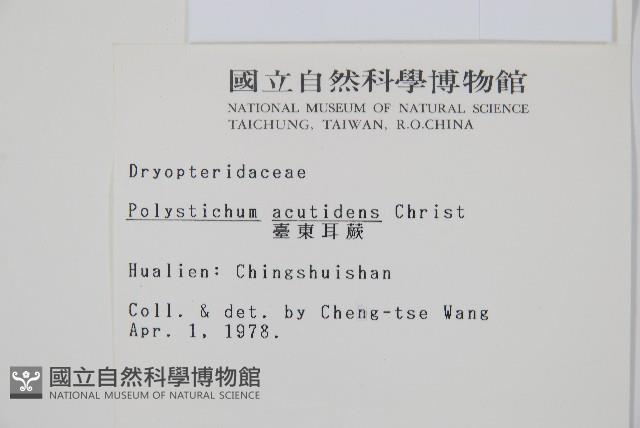 國立自然科學博物館
NATIONAL MUSEUM OF NATURAL SCIENCE
TAICHUNG, TAIWAN, R.O.CHINA
Dryopteridaceae
Polystichum acutidens Christ
臺東耳蕨
Hualien: Chingshuishan
Coll. & det. by Cheng-tse Wang
Apr. 1, 1978.
國立自然科學博物館
NATIONAL MUSEUM OF NATURAL SCIENCE